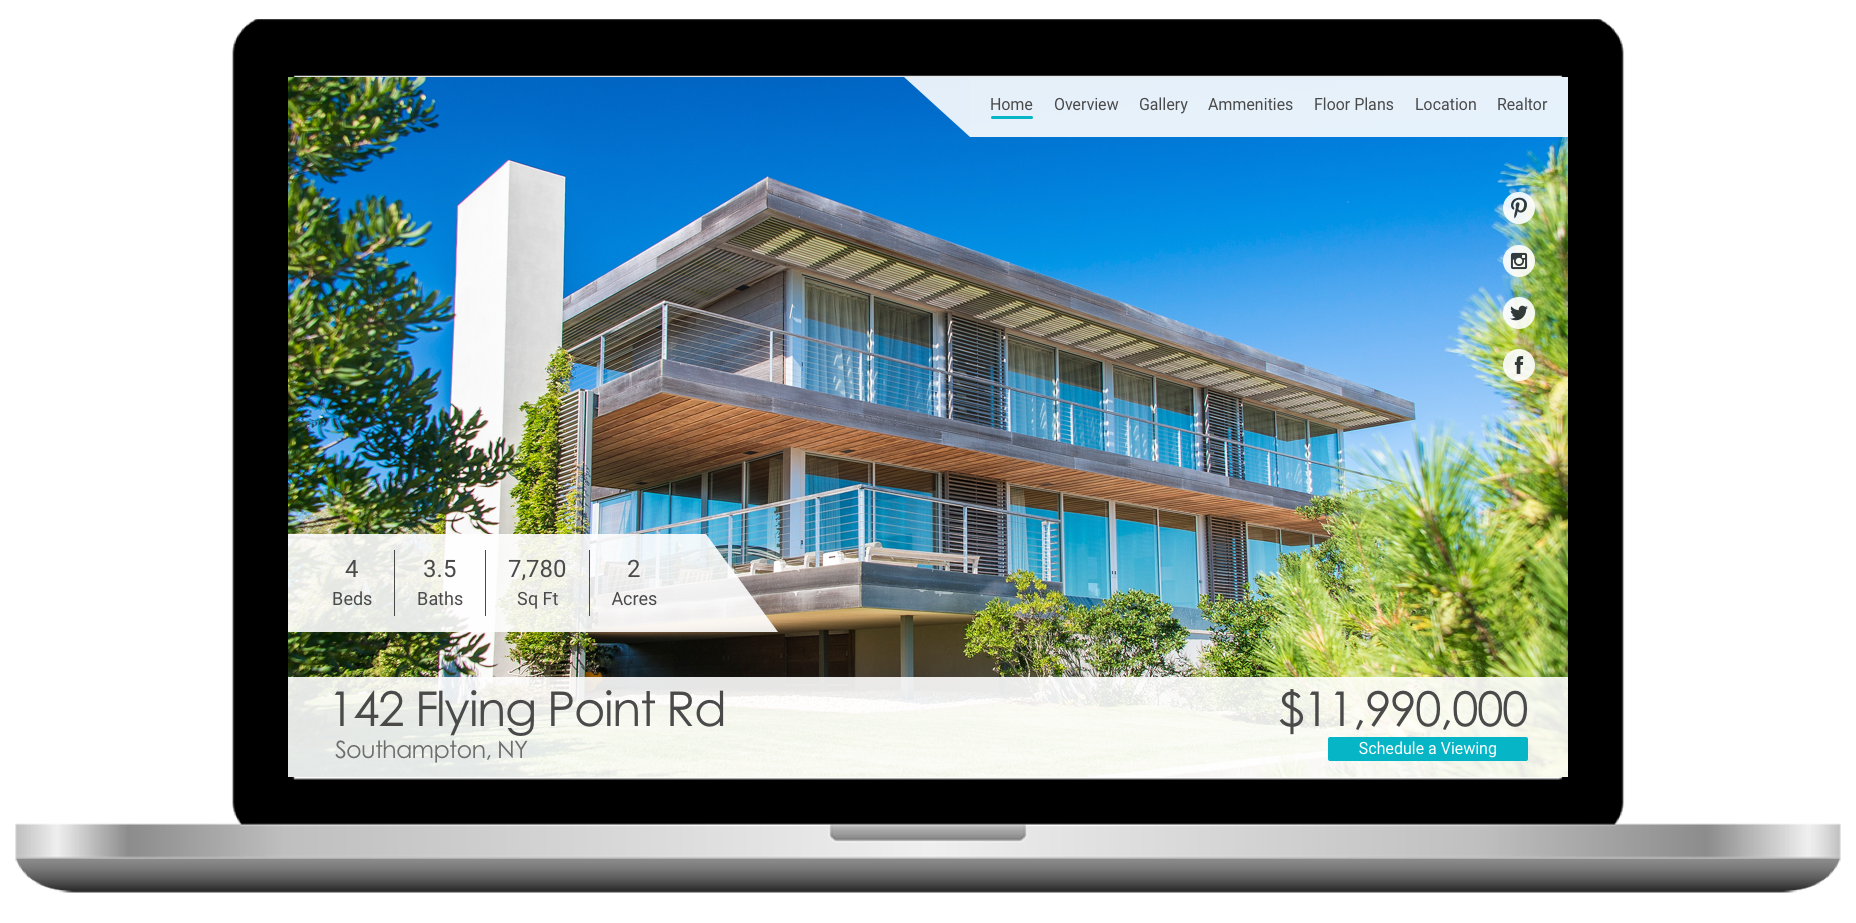 Home Overview Gallery Ammenities Floor Plans Location Realtor
4 3.5 7,780 2
Beds Baths Sq Ft Acres
142 Flying Point Rd
Southampton, NY
$11,990,000
Schedule a Viewing